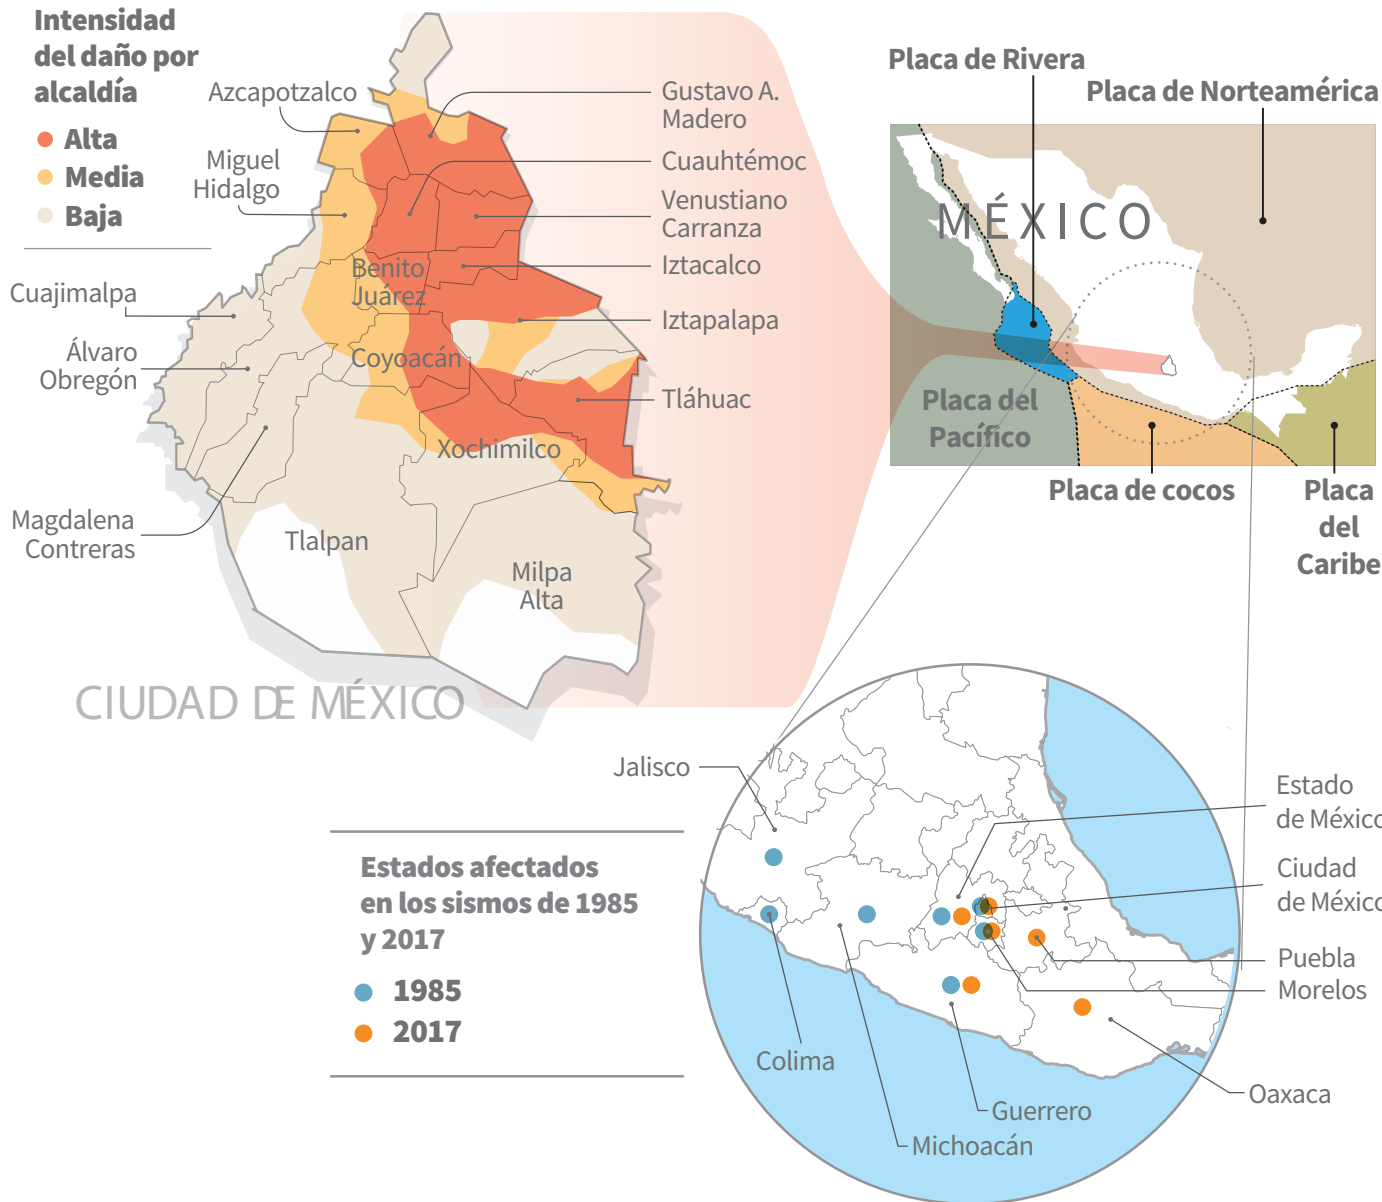 Intensidad
del daño por
alcaldía
Alta
Media
Baja
Azcapotzalco
Miguel
Hidalgo
Cuajimalpa
Álvaro
Obregón
Magdalena
Contreras
Gustavo A.
Madero
Cuauhtémoc
Venustiano
Carranza
Iztacalco
Iztapalapa
Tláhuac
Benito
Juárez
Coyoacán
Xochimilco
Tlalpan
Milpa
Alta
CIUDAD DE MÉXICO
Placa de Rivera
Placa de Norteamérica
MÉXICO
Placa del
Pacífico
Placa de cocos
Placa
del
Caribe
Estados afectados
en los sismos de 1985
y 2017
1985
2017
Jalisco
Colima
Michoacán
Guerrero
Estado
de México
Ciudad
de México
Puebla
Morelos
Oaxaca